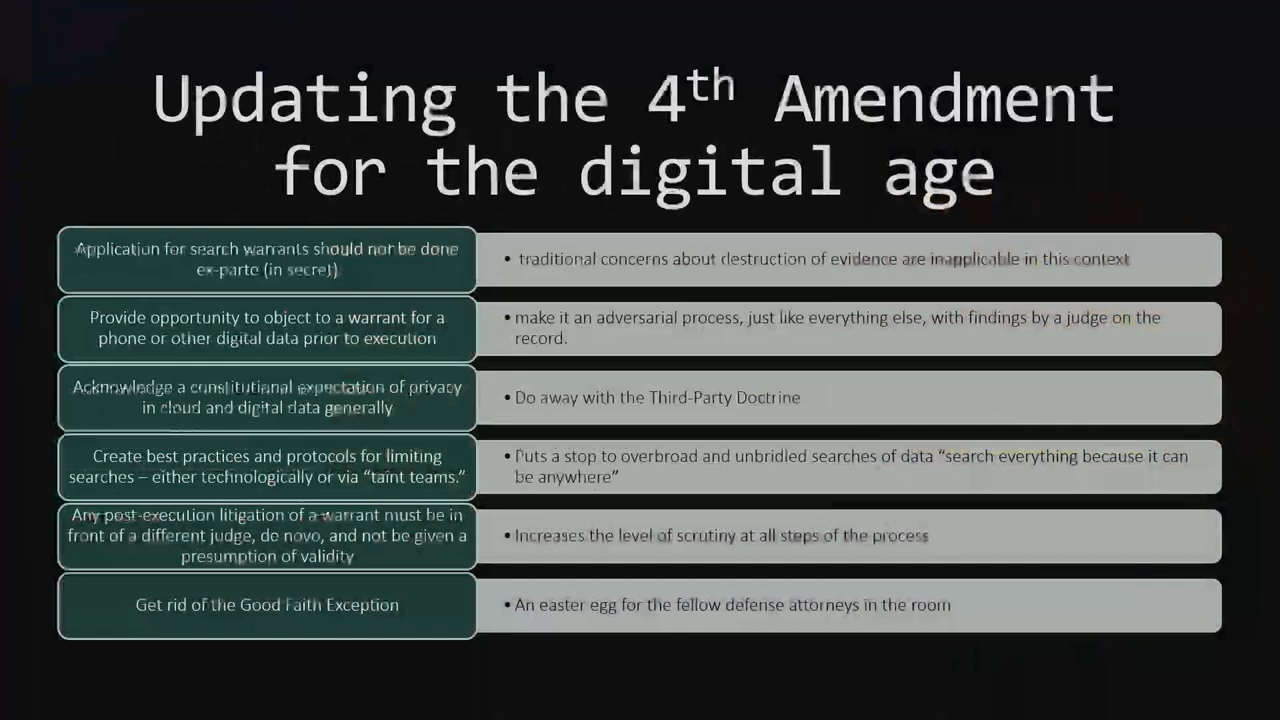 Updating the 4th Amendment
for the digital age
Application for search warrants should not be done
ex-parte (in secret)
• traditional concerns about destruction of evidence are inapplicable in this context
Provide opportunity to object to a warrant for a
phone or other digital data prior to execution
• make it an adversarial process, just like everything else, with findings by a judge on the
record.
Acknowledge a constitutional expectation of privacy
in cloud and digital data generally
• Do away with the Third-Party Doctrine
Create best practices and protocols for limiting
searches – either technologically or via “taint teams.”
• Puts a stop to overbroad and unbridled searches of data “search everything because it can
be anywhere”
Any post-execution litigation of a warrant must be in
front of a different judge, de novo, and not be given a
presumption of validity
• Increases the level of scrutiny at all steps of the process
Get rid of the Good Faith Exception
• An easter egg for the fellow defense attorneys in the room